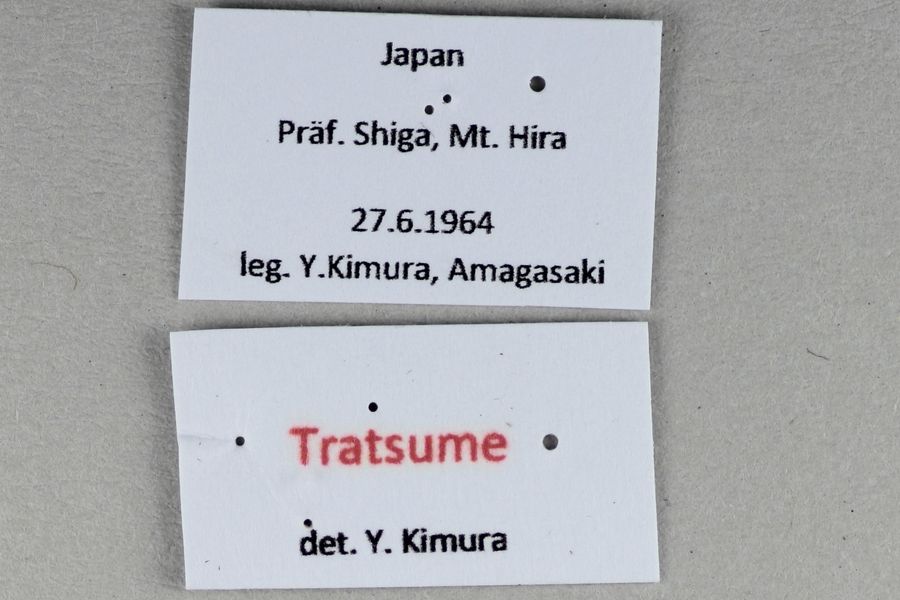 Japan
Präf. Shiga, Mt. Hira
27.6.1964
leg. Y.Kimura, Amagasaki
Tratsume
det. Y. Kimura